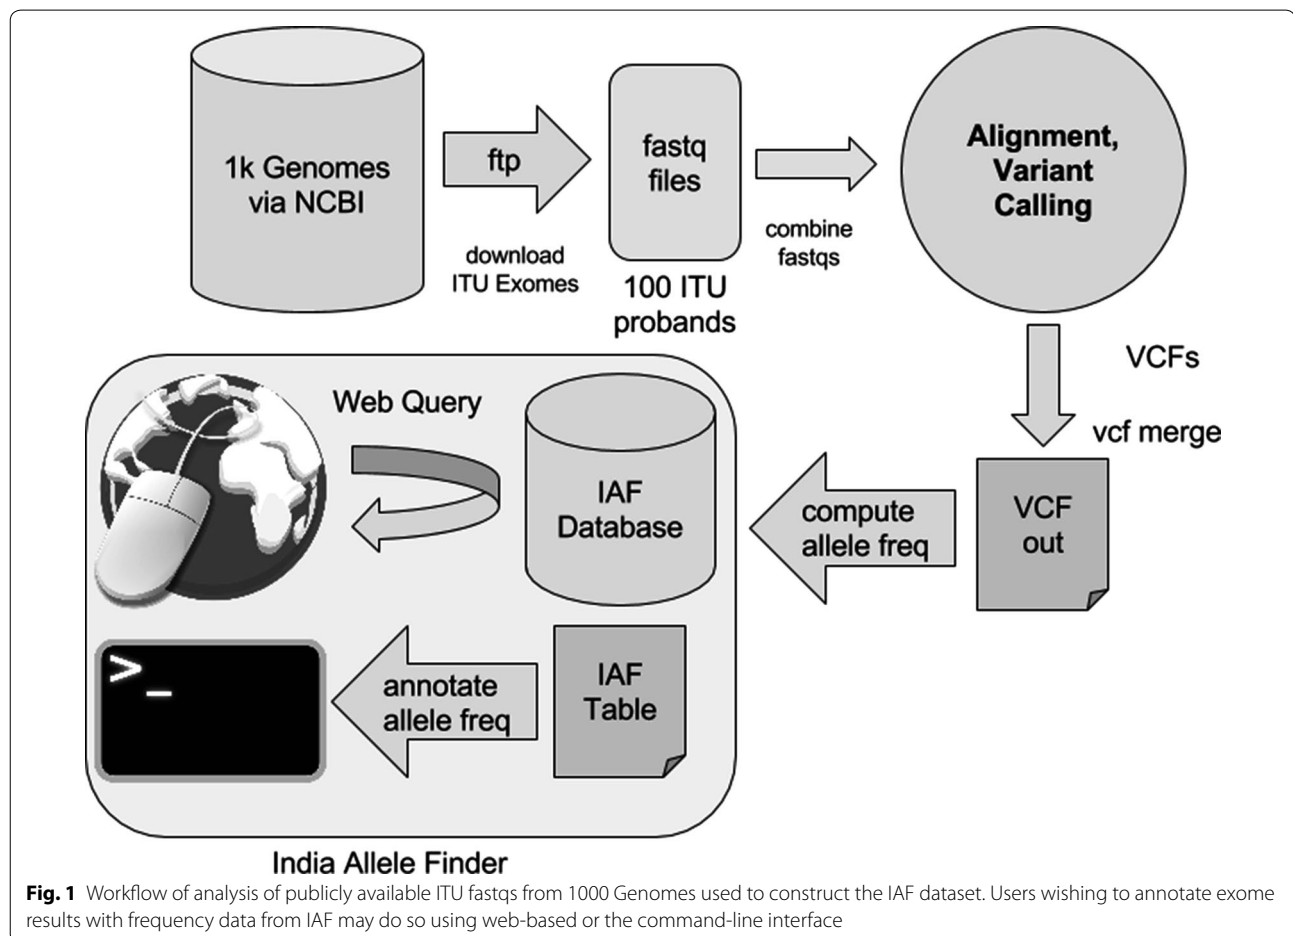 1k Genomes
via NCBI
ftp
download
ITU Exomes
fastq
files
100 ITU
probands
combine
fastqs
Alignment,
Variant
Calling
VCFs
vcf merge
VCF
out
compute
allele freq
Web Query
IAF
Database
IAF
Table
annotate
allele freq
>_
India Allele Finder
Fig. 1 Workflow of analysis of publicly available ITU fastqs from 1000 Genomes used to construct the IAF dataset. Users wishing to annotate exome
results with frequency data from IAF may do so using web-based or the command-line interface